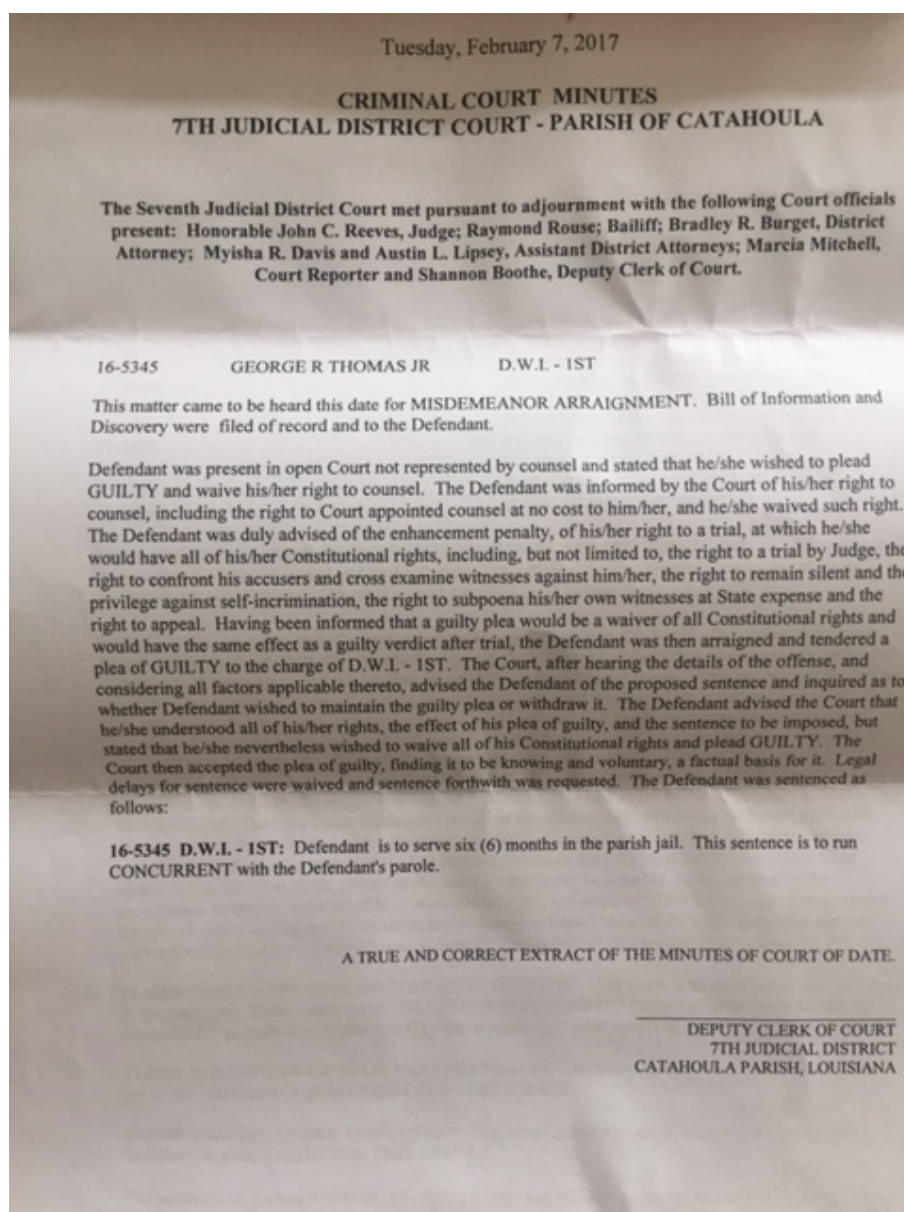 Tuesday, February 7, 2017
CRIMINAL COURT MINUTES
7TH JUDICIAL DISTRICT COURT - PARISH OF CATAHOULA
The Seventh Judicial District Court met pursuant to adjournment with the following Court officials
present: Honorable John C. Reeves, Judge; Raymond Rouse; Bailiff; Bradley R. Burget, District
Attorney; Myisha R. Davis and Austin L. Lipsey, Assistant District Attorneys; Marcia Mitchell,
Court Reporter and Shannon Boothe, Deputy Clerk of Court.
16-5345 GEORGE R THOMAS JR D.W.I. - 1ST
This matter came to be heard this date for MISDEMEANOR ARRAIGNMENT. Bill of Information and
Discovery were filed of record and to the Defendant.
Defendant was present in open Court not represented by counsel and stated that he/she wished to plead
GUILTY and waive his/her right to counsel. The Defendant was informed by the Court of his/her right to
counsel, including the right to Court appointed counsel at no cost to him/her, and he/she waived such right.
The Defendant was duly advised of the enhancement penalty, of his/her right to a trial, at which he/she
would have all of his/her Constitutional rights, including, but not limited to, the right to a trial by Judge, the
right to confront his accusers and cross examine witnesses against him/her, the right to remain silent and the
privilege against self-incrimination, the right to subpoena his/her own witnesses at State expense and the
right to appeal. Having been informed that a guilty plea would be a waiver of all Constitutional rights and
would have the same effect as a guilty verdict after trial, the Defendant was then arraigned and tendered a
plea of GUILTY to the charge of D.W.I. - 1ST. The Court, after hearing the details of the offense, and
considering all factors applicable thereto, advised the Defendant of the proposed sentence and inquired as to
whether Defendant wished to maintain the guilty plea or withdraw it. The Defendant advised the Court that
he/she understood all of his/her rights, the effect of his plea of guilty, and the sentence to be imposed, but
stated that he/she nevertheless wished to waive all of his Constitutional rights and plead GUILTY. The
Court then accepted the plea of guilty, finding it to be knowing and voluntary, a factual basis for it. Legal
delays for sentence were waived and sentence forthwith was requested. The Defendant was sentenced as
follows:
16-5345 D.W.I. - 1ST: Defendant is to serve six (6) months in the parish jail. This sentence is to run
CONCURRENT with the Defendant's parole.
A TRUE AND CORRECT EXTRACT OF THE MINUTES OF COURT OF DATE.
DEPUTY CLERK OF COURT
7TH JUDICIAL DISTRICT
CATAHOULA PARISH, LOUISIANA